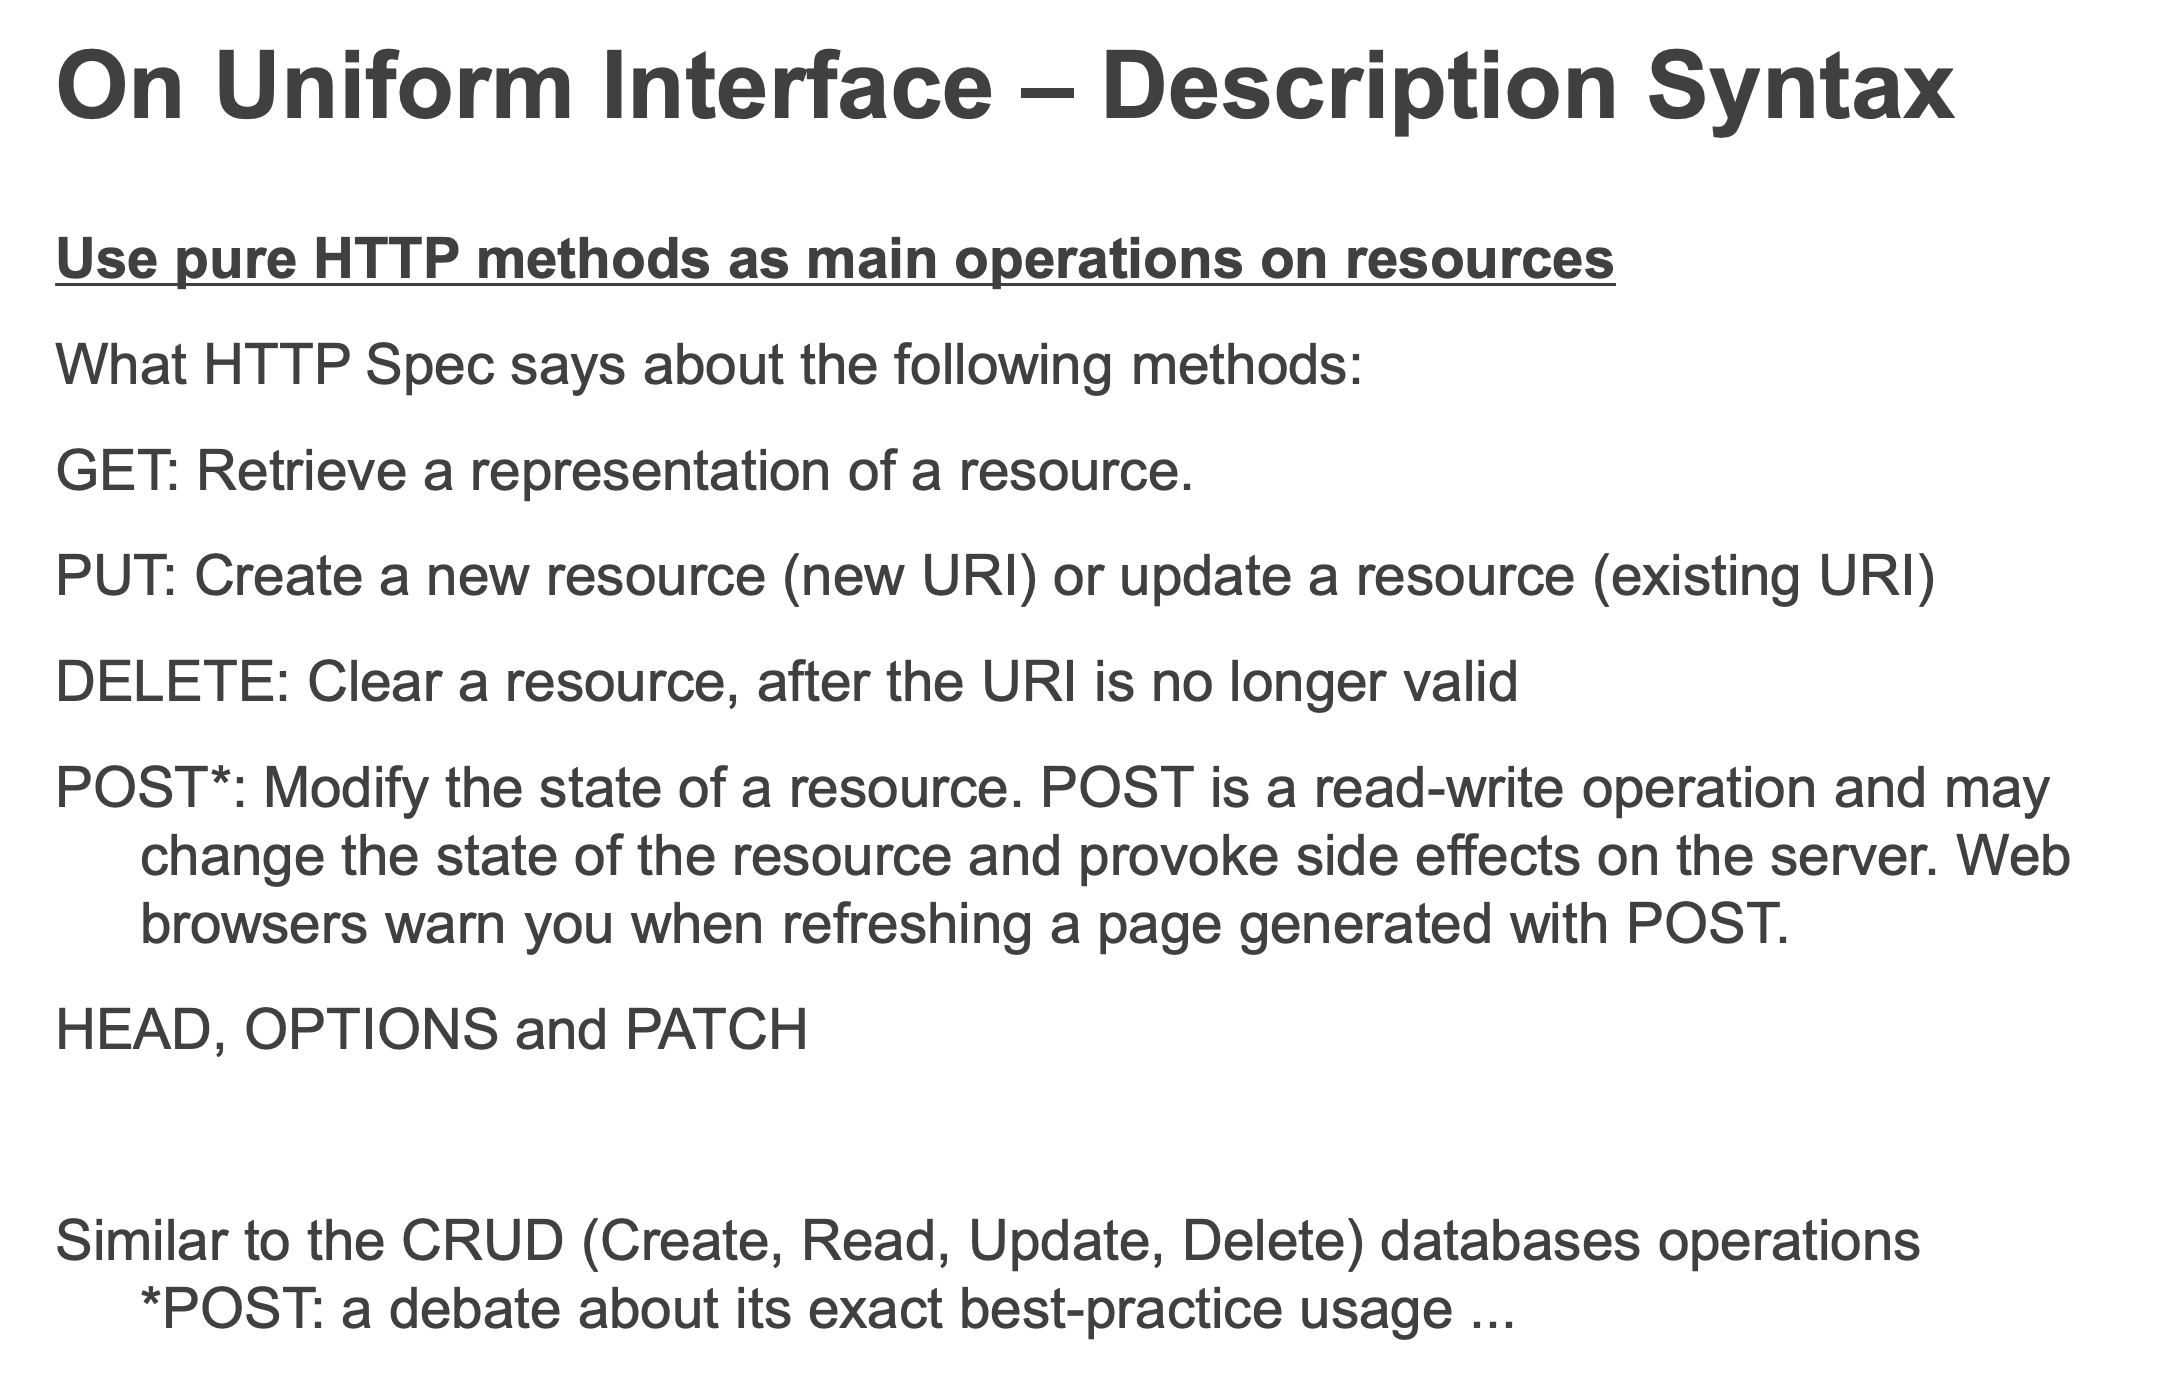 On Uniform Interface – Description Syntax
Use pure HTTP methods as main operations on resources
What HTTP Spec says about the following methods:
GET: Retrieve a representation of a resource.
PUT: Create a new resource (new URI) or update a resource (existing URI)
DELETE: Clear a resource, after the URI is no longer valid
POST*: Modify the state of a resource. POST is a read-write operation and may
change the state of the resource and provoke side effects on the server. Web
browsers warn you when refreshing a page generated with POST.
HEAD, OPTIONS and PATCH
Similar to the CRUD (Create, Read, Update, Delete) databases operations
*POST: a debate about its exact best-practice usage ...